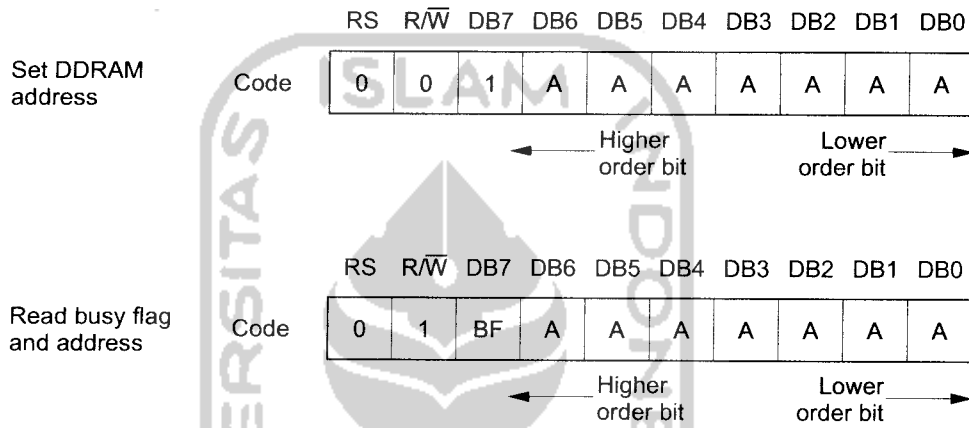 RS R/W̅ DB7 DB6 DB5 DB4 DB3 DB2 DB1 DB0
Set DDRAM
address
Code 0 0 1 A A A A A A A
Higher
order bit
Lower
order bit
ISLAM
RS R/W̅ DB7 DB6 DB5 DB4 DB3 DB2 DB1 DB0
Read busy flag
and address
Code 0 1 BF A A A A A A A
Higher
order bit
Lower
order bit